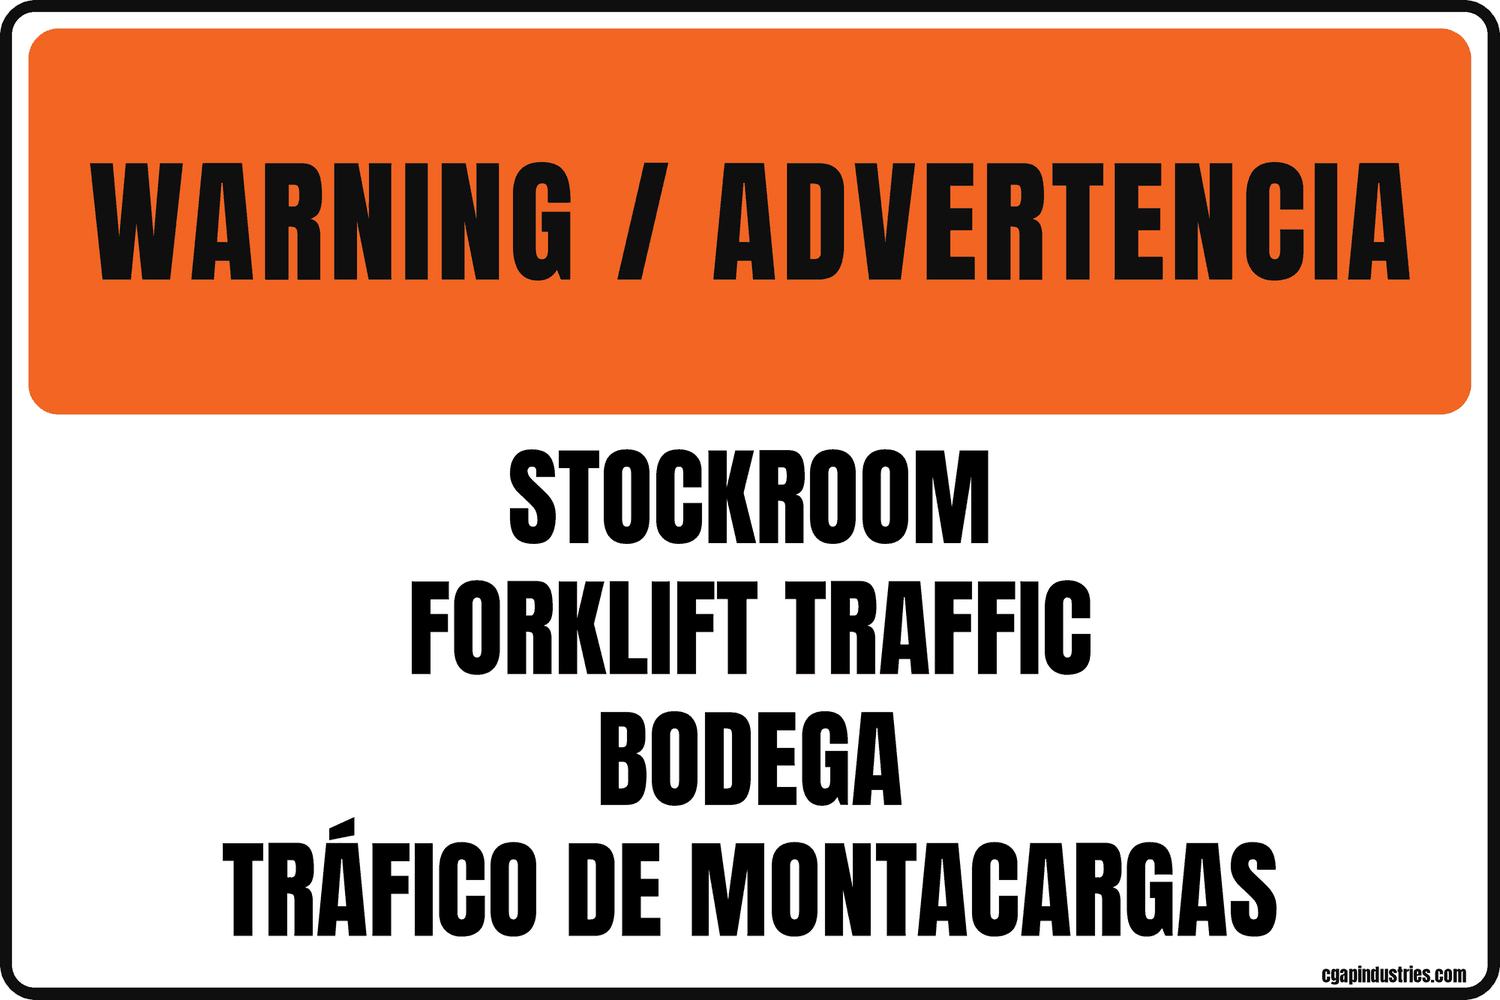 WARNING / ADVERTENCIA
STOCKROOM
FORKLIFT TRAFFIC
BODEGA
TRÁFICO DE MONTACARGAS
cgapindustries.com